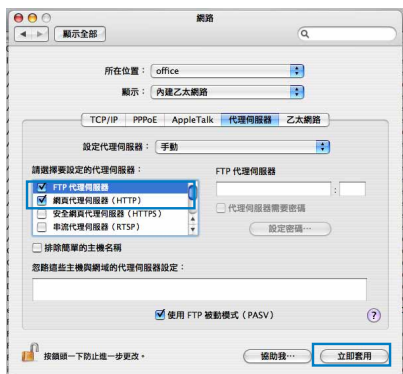 網路
顯示全部
所在位置： office
顯示： 內建乙太網路
TCP/IP PPPoE AppleTalk 代理伺服器 乙太網路
設定代理伺服器： 手動
請選擇要設定的代理伺服器：
FTP 代理伺服器
FTP 代理伺服器
網頁代理伺服器（HTTP）
安全網頁代理伺服器（HTTPS）
串流代理伺服器（RTSP）
:
代理伺服器需要密碼
設定密碼⋯
排除簡單的主機名稱
忽略這些主機與網域的代理伺服器設定：
使用 FTP 被動模式（PASV）
?
按鎖頭一下防止進一步更改。
協助我⋯
立即套用